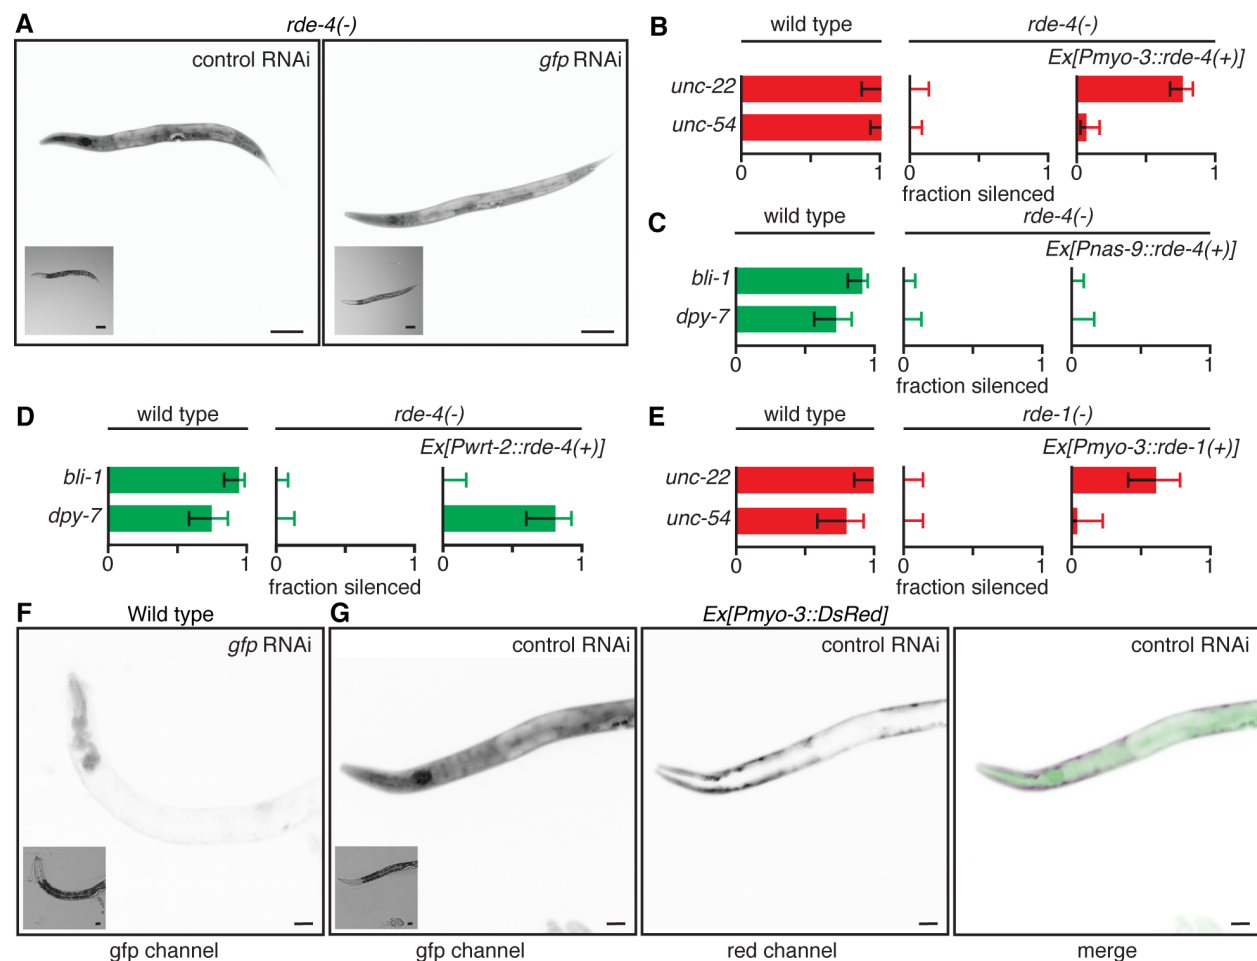 A
rde-4(-)
control RNAi
gfp RNAi
B
wild type
rde-4(-)
Ex[Pmyo-3::rde-4(+)]
unc-22
unc-54
0 1 0 1 0 1
fraction silenced
C
wild type
rde-4(-)
Ex[Pnas-9::rde-4(+)]
bli-1
dpy-7
0 1 0 1 0 1
fraction silenced
D
wild type
rde-4(-)
Ex[Pwrt-2::rde-4(+)]
bli-1
dpy-7
0 1 0 1 0 1
fraction silenced
E
wild type
rde-1(-)
Ex[Pmyo-3::rde-1(+)]
unc-22
unc-54
0 1 0 1 0 1
fraction silenced
F
Wild type
gfp RNAi
gfp channel
G
Ex[Pmyo-3::DsRed]
control RNAi
control RNAi
control RNAi
gfp channel
red channel
merge